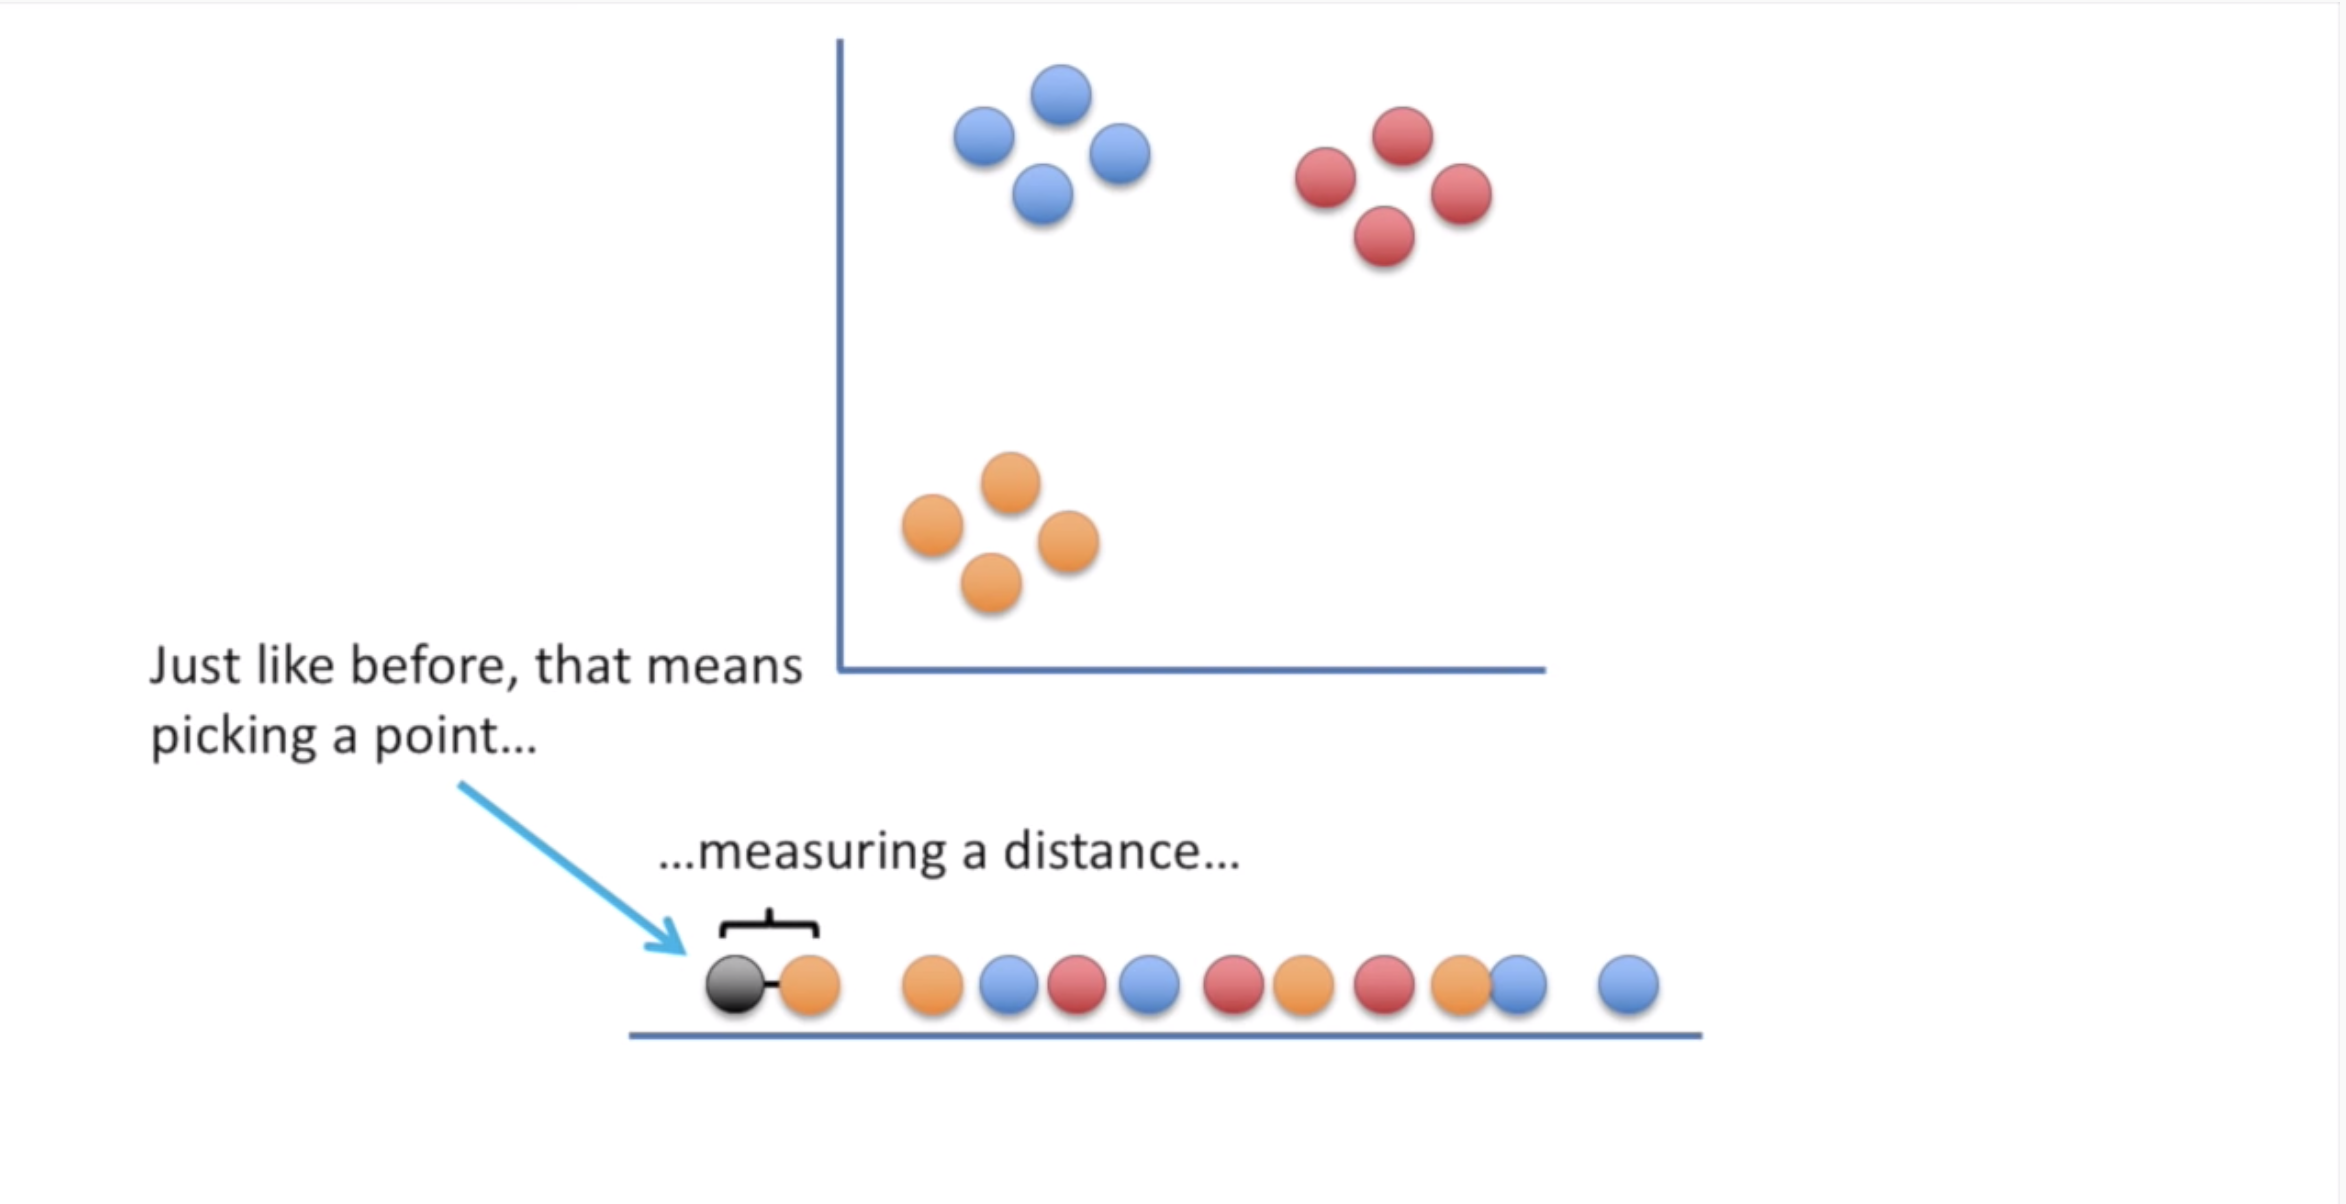 Just like before, that means
picking a point...
...measuring a distance...